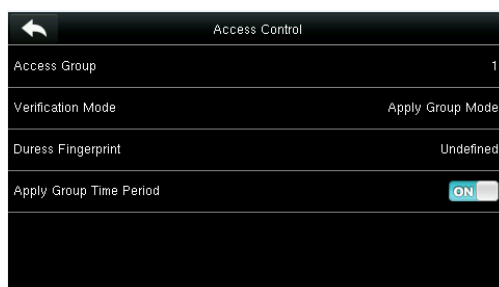 Access Control
Access Group 1
Verification Mode Apply Group Mode
Duress Fingerprint Undefined
Apply Group Time Period ON